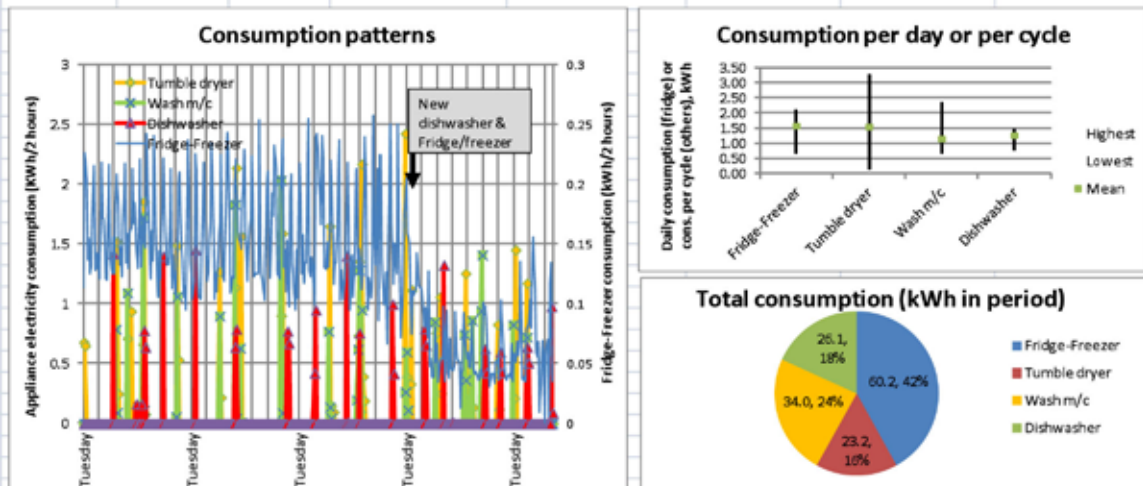 Consumption patterns
Appliance electricity consumption (KWh/2 hours)
3
2.5
2
1.5
1
0.5
0
Tumble dryer
Wash m/c
Dishwasher
Fridge-Freezer
New
dishwasher &
Fridge/freezer
0.3
0.25
0.2
0.15
0.1
0.05
0
Fridge-Freezer consumption (kWh/2 hours)
Tuesday
Tuesday
Tuesday
Tuesday
Tuesday
Consumption per day or per cycle
Daily consumption (fridge) or
cons. per cycle (others), kWh
3.50
3.00
2.50
2.00
1.50
1.00
0.50
0.00
Fridge-Freezer
Tumble dryer
Wash m/c
Dishwasher
Highest
Lowest
Mean
Total consumption (kWh in period)
26.1,
18%
60.2, 42%
34.0, 24%
23.2,
16%
Fridge-Freezer
Tumble dryer
Wash m/c
Dishwasher